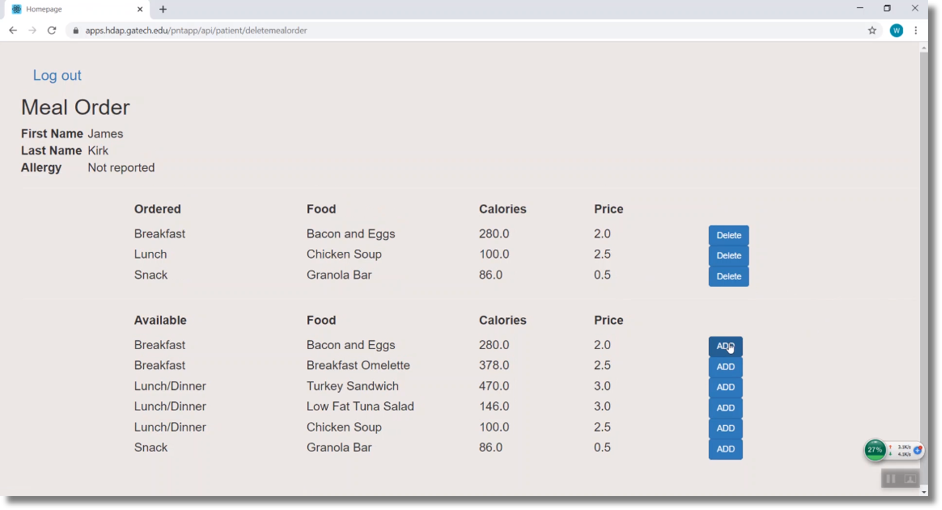 Homepage
apps.hdap.gatech.edu/pntapp/api/patient/deletemealorder
W
Log out
Meal Order
First Name James
Last Name Kirk
Allergy Not reported
Ordered Food Calories Price
Breakfast Bacon and Eggs 280.0 2.0 Delete
Lunch Chicken Soup 100.0 2.5 Delete
Snack Granola Bar 86.0 0.5 Delete
Available Food Calories Price
Breakfast Bacon and Eggs 280.0 2.0 ADD
Breakfast Breakfast Omelette 378.0 2.5 ADD
Lunch/Dinner Turkey Sandwich 470.0 3.0 ADD
Lunch/Dinner Low Fat Tuna Salad 146.0 3.0 ADD
Lunch/Dinner Chicken Soup 100.0 2.5 ADD
Snack Granola Bar 86.0 0.5 ADD
27%